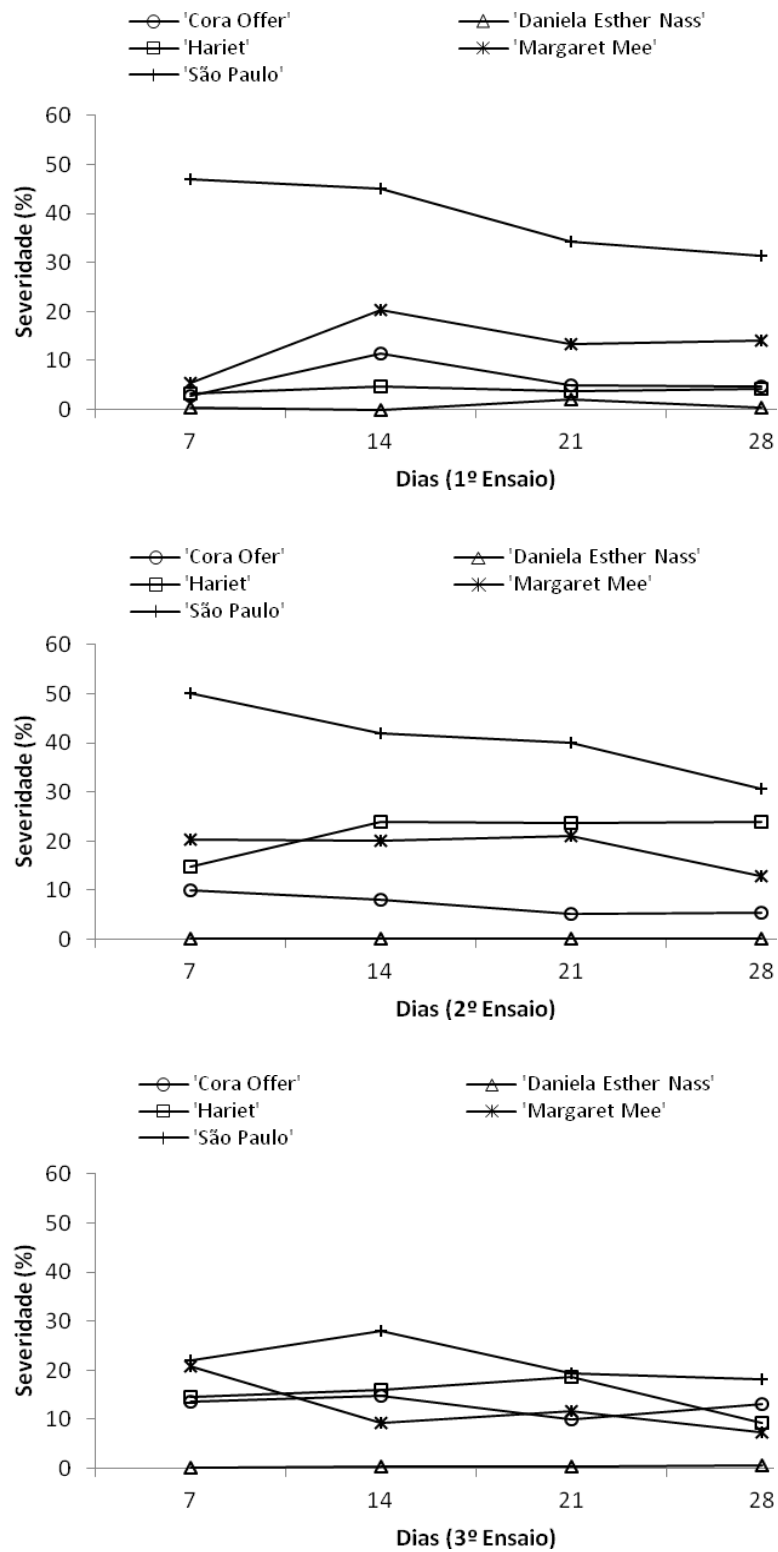 'Cora Offer' 'Daniela Esther Nass'
'Hariet' 'Margaret Mee'
'São Paulo'
60
50
40
30
20
10
0
Severidade (%)
7 14 21 28
Dias (1º Ensaio)
'Cora Ofer' 'Daniela Esther Nass'
'Hariet' 'Margaret Mee'
'São Paulo'
60
50
40
30
20
10
0
Severidade (%)
7 14 21 28
Dias (2º Ensaio)
'Cora Offer' 'Daniela Esther Nass'
'Hariet' 'Margaret Mee'
'São Paulo'
60
50
40
30
20
10
0
Severidade (%)
7 14 21 28
Dias (3º Ensaio)